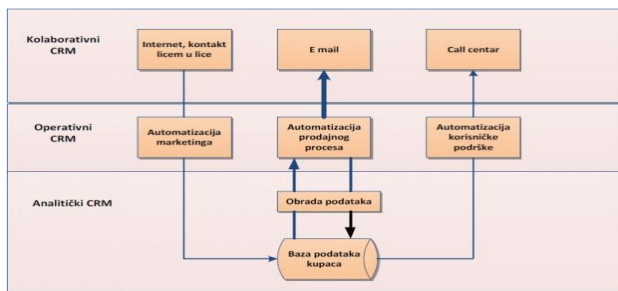 Kolaborativni
CRM
Internet, kontakt
licem u lice
E mail
Call centar
Operativni
CRM
Automatizacija
marketinga
Automatizacija
prodajnog
procesa
Automatizacija
korisničke
podrške
Analitički CRM
Obrada podataka
Baza podataka
kupaca